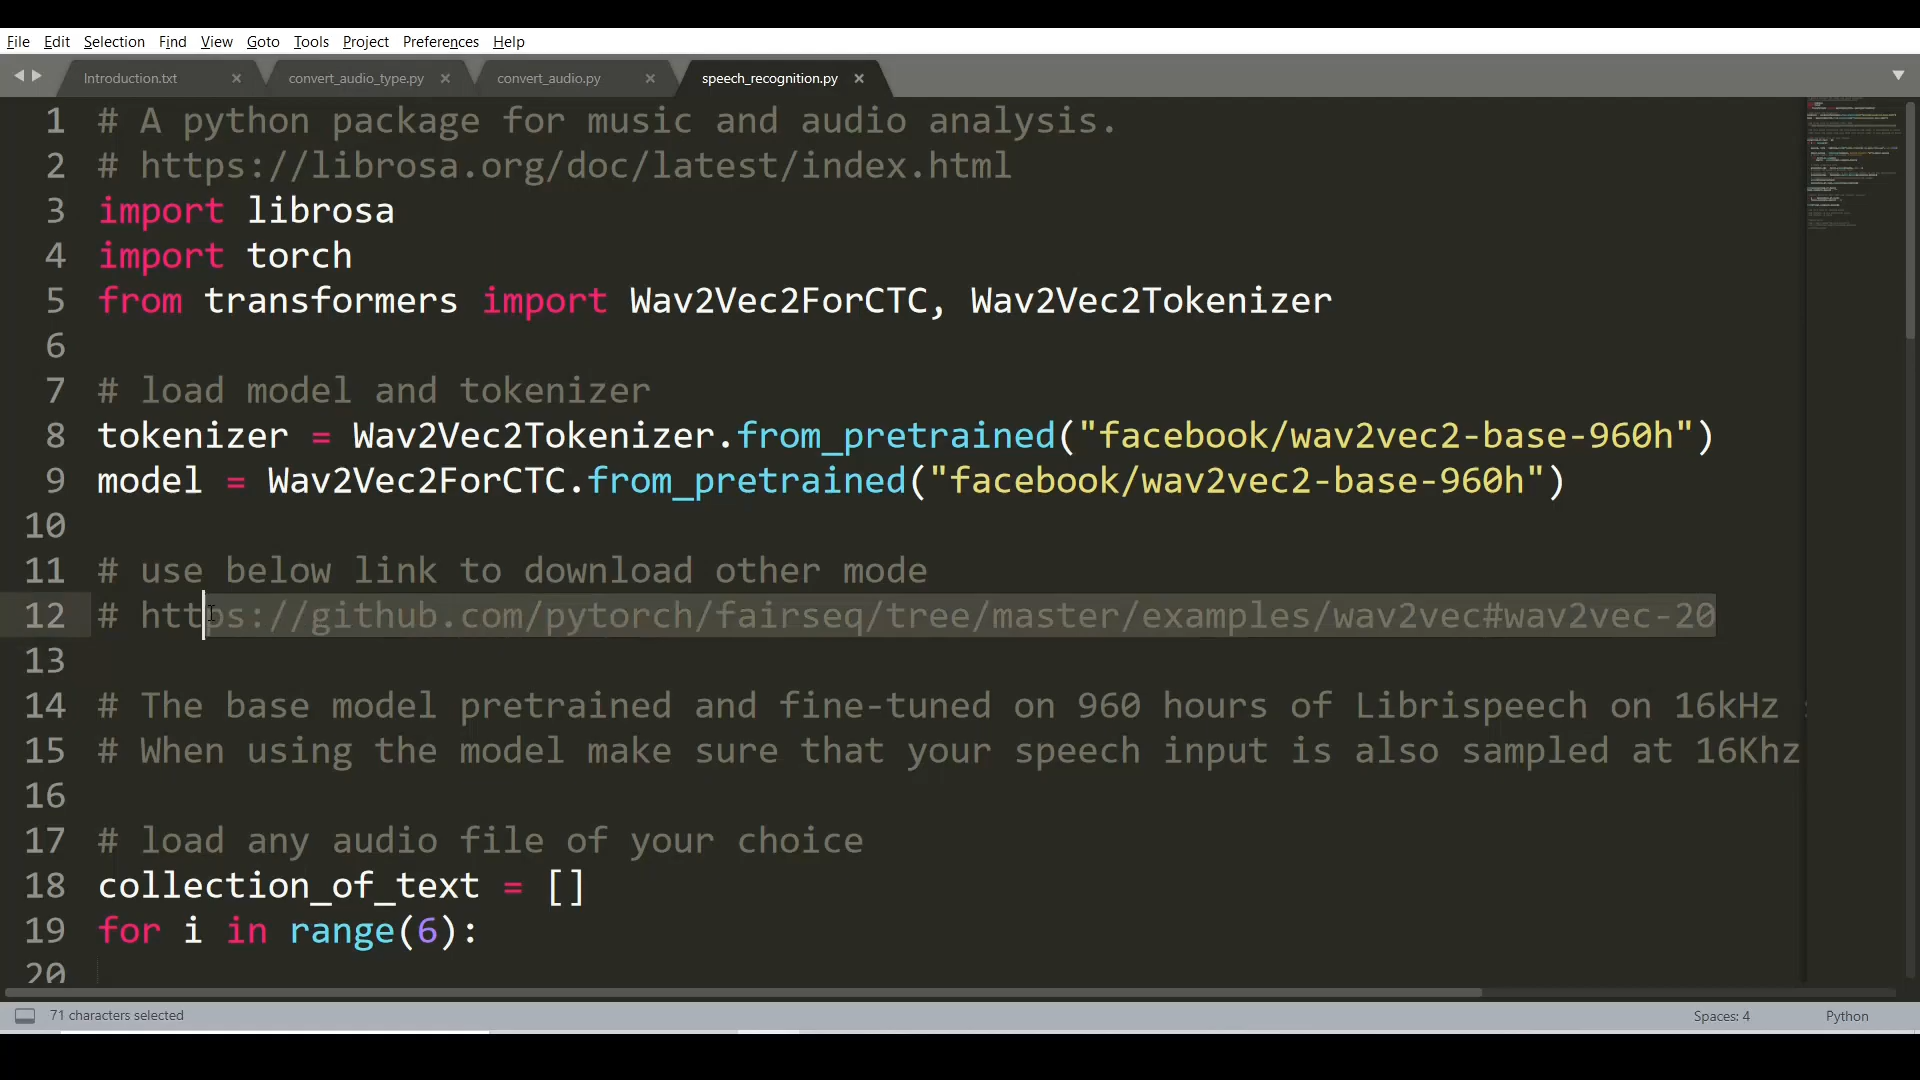 File Edit Selection Find View Goto Tools Project Preferences Help
Introduction.txt convert_audio_type.py convert_audio.py speech_recognition.py
1 # A python package for music and audio analysis.
2 # https://librosa.org/doc/latest/index.html
3 import librosa
4 import torch
5 from transformers import Wav2Vec2ForCTC, Wav2Vec2Tokenizer
6
7 # load model and tokenizer
8 tokenizer = Wav2Vec2Tokenizer.from_pretrained("facebook/wav2vec2-base-960h")
9 model = Wav2Vec2ForCTC.from_pretrained("facebook/wav2vec2-base-960h")
10
11 # use below link to download other mode
12 # https://github.com/pytorch/fairseq/tree/master/examples/wav2vec#wav2vec-20
13
14 # The base model pretrained and fine-tuned on 960 hours of Librispeech on 16kHz
15 # When using the model make sure that your speech input is also sampled at 16Khz
16
17 # load any audio file of your choice
18 collection_of_text = []
19 for i in range(6):
20
71 characters selected Spaces: 4 Python